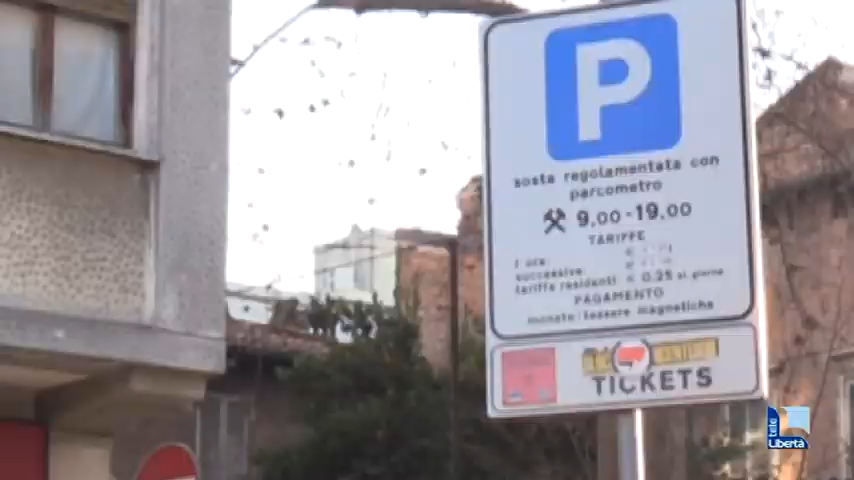 P
sosta regolamentata con
parcometro
9,00-19,00
TARIFFE
1 ora:
successive:
tariffa residenti € 0.25 al giorno
PAGAMENTO
monete: tessere magnetiche
TICKETS
tele
Libertà